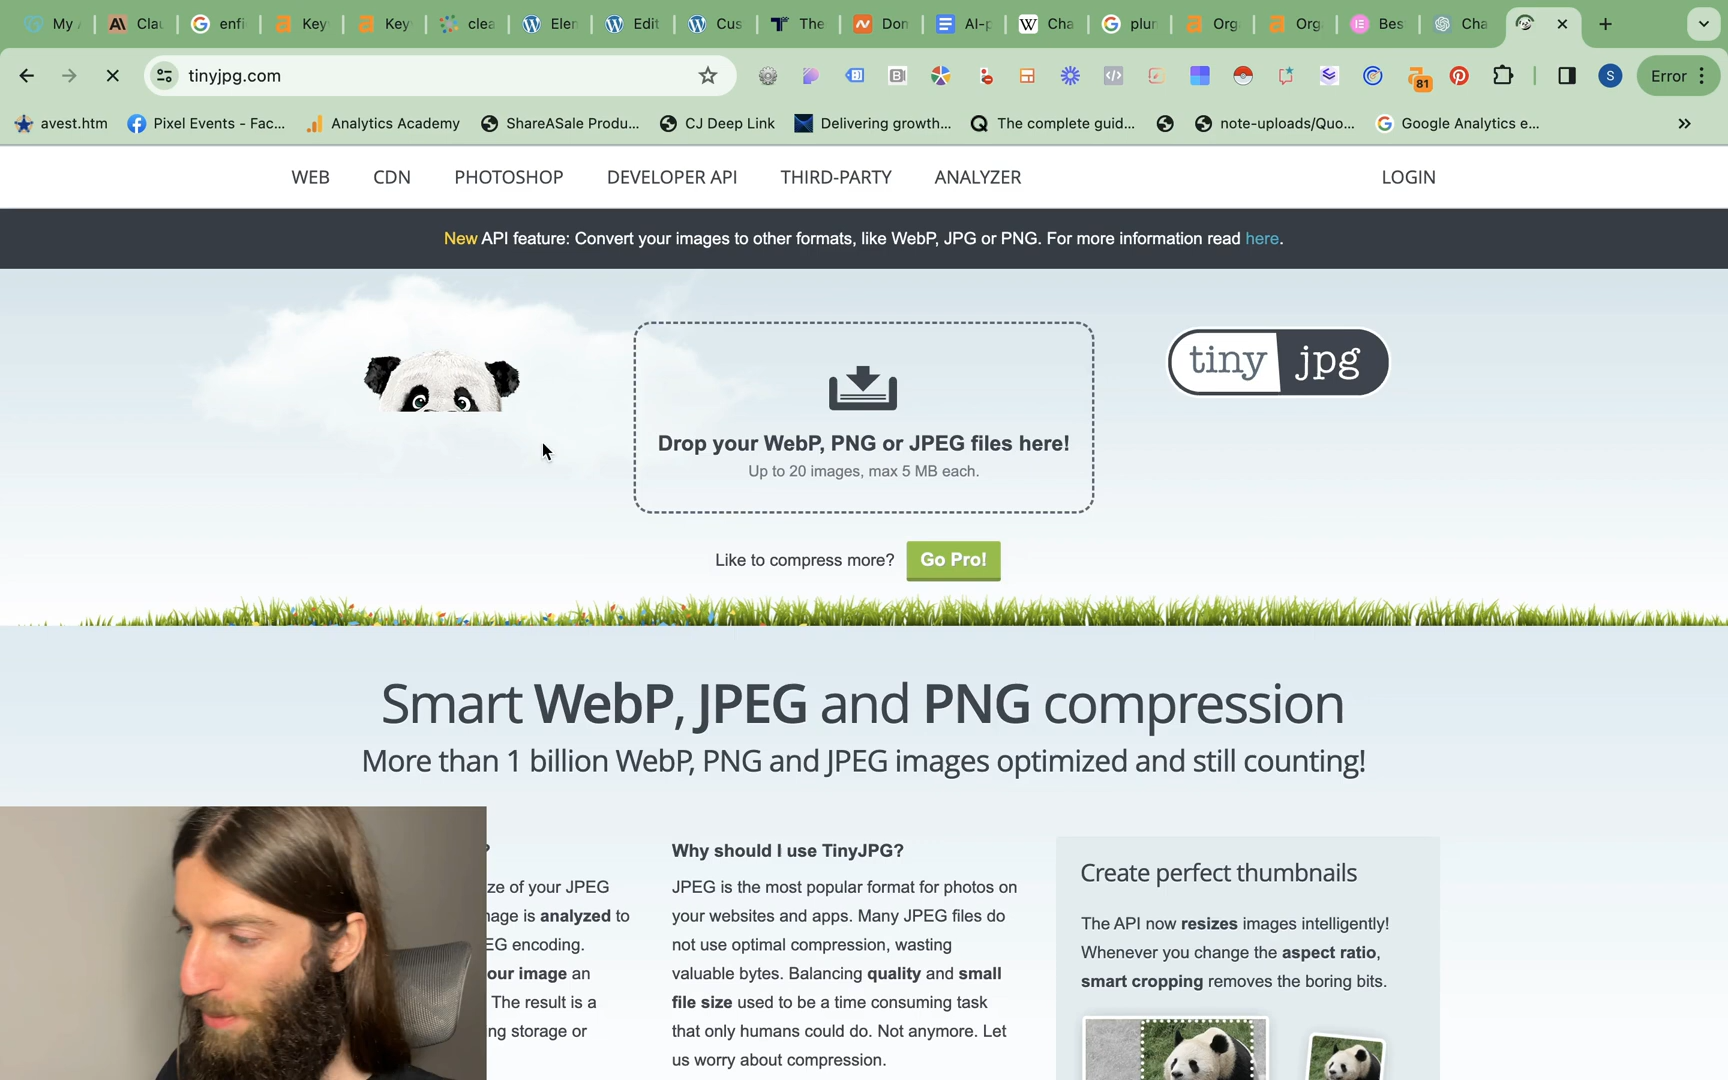 My
Clau
enfi
Key
Key
clea
Elen
Edit
Cus
The
Don
AI-p
Cha
plur
Org
Org
Bes
Cha
tinyjpg.com
81
S
Error
avest.htm
Pixel Events - Fac...
Analytics Academy
ShareASale Produ...
CJ Deep Link
Delivering growth...
The complete guid...
note-uploads/Quo...
Google Analytics e...
WEB
CDN
PHOTOSHOP
DEVELOPER API
THIRD-PARTY
ANALYZER
LOGIN
New API feature: Convert your images to other formats, like WebP, JPG or PNG. For more information read here.
tiny jpg
Drop your WebP, PNG or JPEG files here!
Up to 20 images, max 5 MB each.
Like to compress more?
Go Pro!
Smart WebP, JPEG and PNG compression
More than 1 billion WebP, PNG and JPEG images optimized and still counting!
?
ze of your JPEG
nage is analyzed to
EG encoding.
our image an
The result is a
ng storage or
Why should I use TinyJPG?
JPEG is the most popular format for photos on
your websites and apps. Many JPEG files do
not use optimal compression, wasting
valuable bytes. Balancing quality and small
file size used to be a time consuming task
that only humans could do. Not anymore. Let
us worry about compression.
Create perfect thumbnails
The API now resizes images intelligently!
Whenever you change the aspect ratio,
smart cropping removes the boring bits.